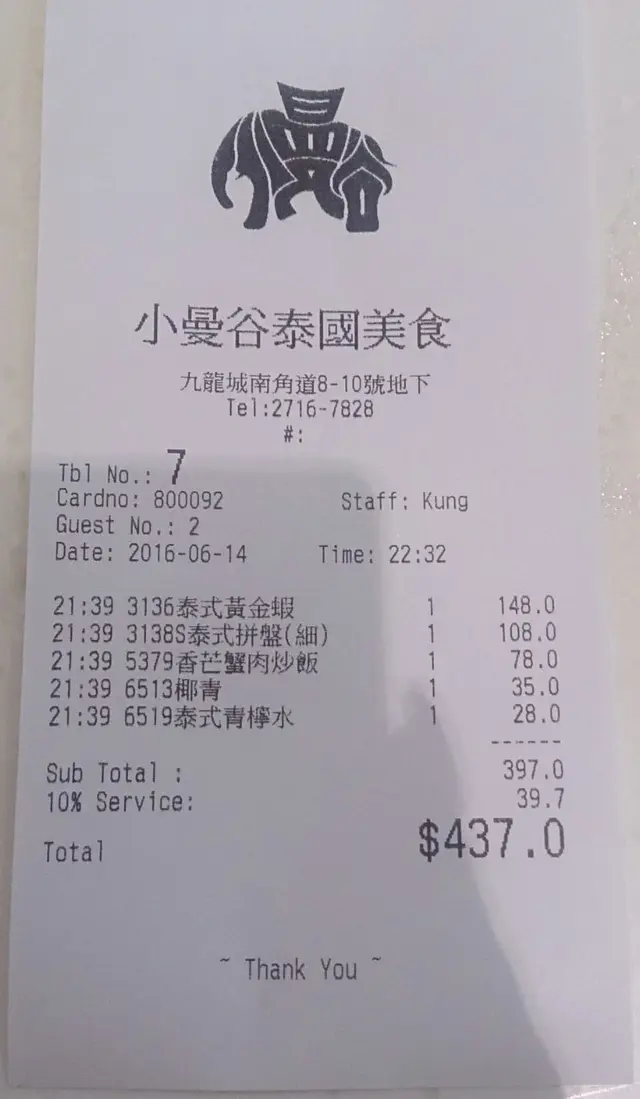 小曼谷
小曼谷泰國美食
九龍城南角道8-10號地下
Tel:2716-7828
#:
Tbl No.: 7
Cardno: 800092 Staff: Kung
Guest No.: 2
Date: 2016-06-14 Time: 22:32
21:39 3136泰式黃金蝦 1 148.0
21:39 3138S泰式拼盤(細) 1 108.0
21:39 5379香芒蟹肉炒飯 1 78.0
21:39 6513椰青 1 35.0
21:39 6519泰式青檸水 1 28.0
------
Sub Total : 397.0
10% Service: 39.7
Total $437.0
~ Thank You ~